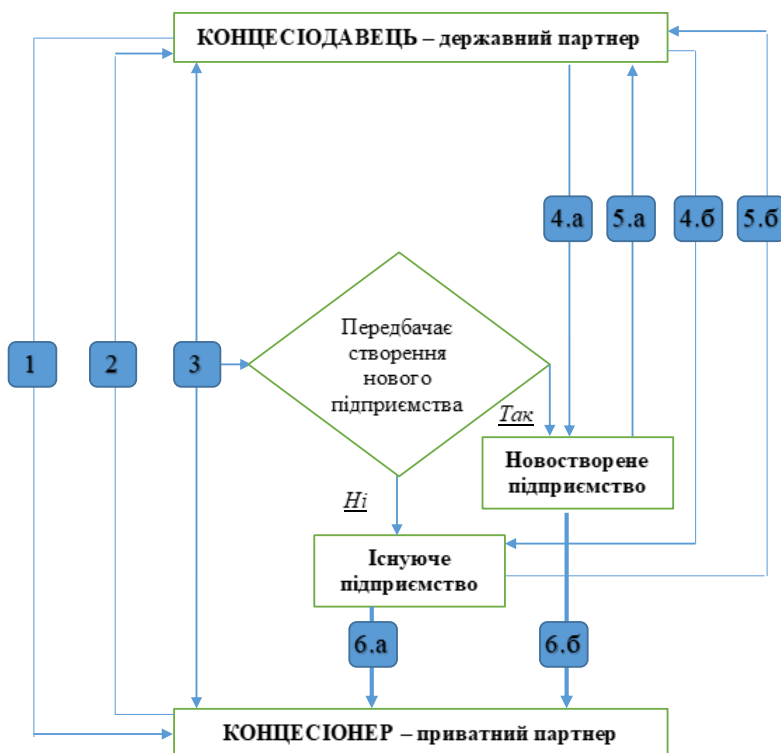 КОНЦЕСІОДАВЕЦЬ – державний партнер
4.а
5.а
4.б
5.б
Передбачає
створення
нового
підприємства
1
2
3
Так
Новостворене
підприємство
Ні
Існуюче
підприємство
6.а
6.б
КОНЦЕСІОНЕР – приватний партнер